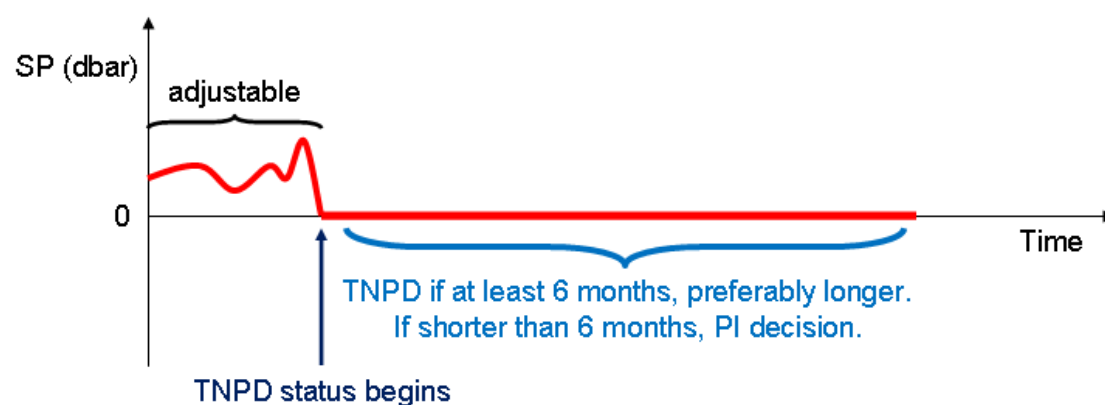 SP (dbar)
adjustable
0
Time
TNPD if at least 6 months, preferably longer.
If shorter than 6 months, PI decision.
TNPD status begins